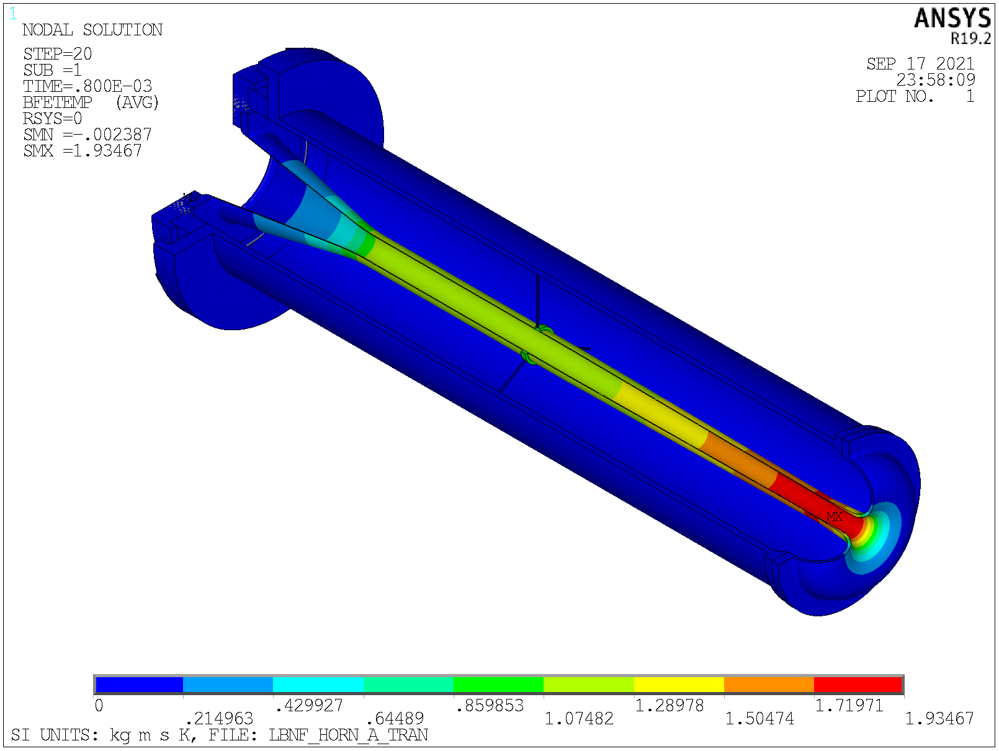 1
NODAL SOLUTION
STEP=20
SUB =1
TIME=.800E-03
BFETEMP (AVG)
RSYS=0
SMN =-.002387
SMX =1.93467
ANSYS
R19.2
SEP 17 2021
23:58:09
PLOT NO. 1
MX
0 .429927 .859853 1.28978 1.71971
.214963 .64489 1.07482 1.50474 1.93467
SI UNITS: kg m s K, FILE: LBNF_HORN_A_TRAN